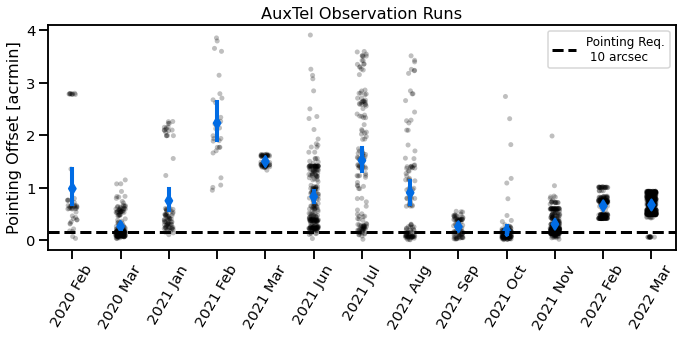 AuxTel Observation Runs
Pointing Offset [acrmin]
4
3
2
1
0
Pointing Req.
10 arcsec
2020 Feb
2020 Mar
2021 Jan
2021 Feb
2021 Mar
2021 Jun
2021 Jul
2021 Aug
2021 Sep
2021 Oct
2021 Nov
2022 Feb
2022 Mar